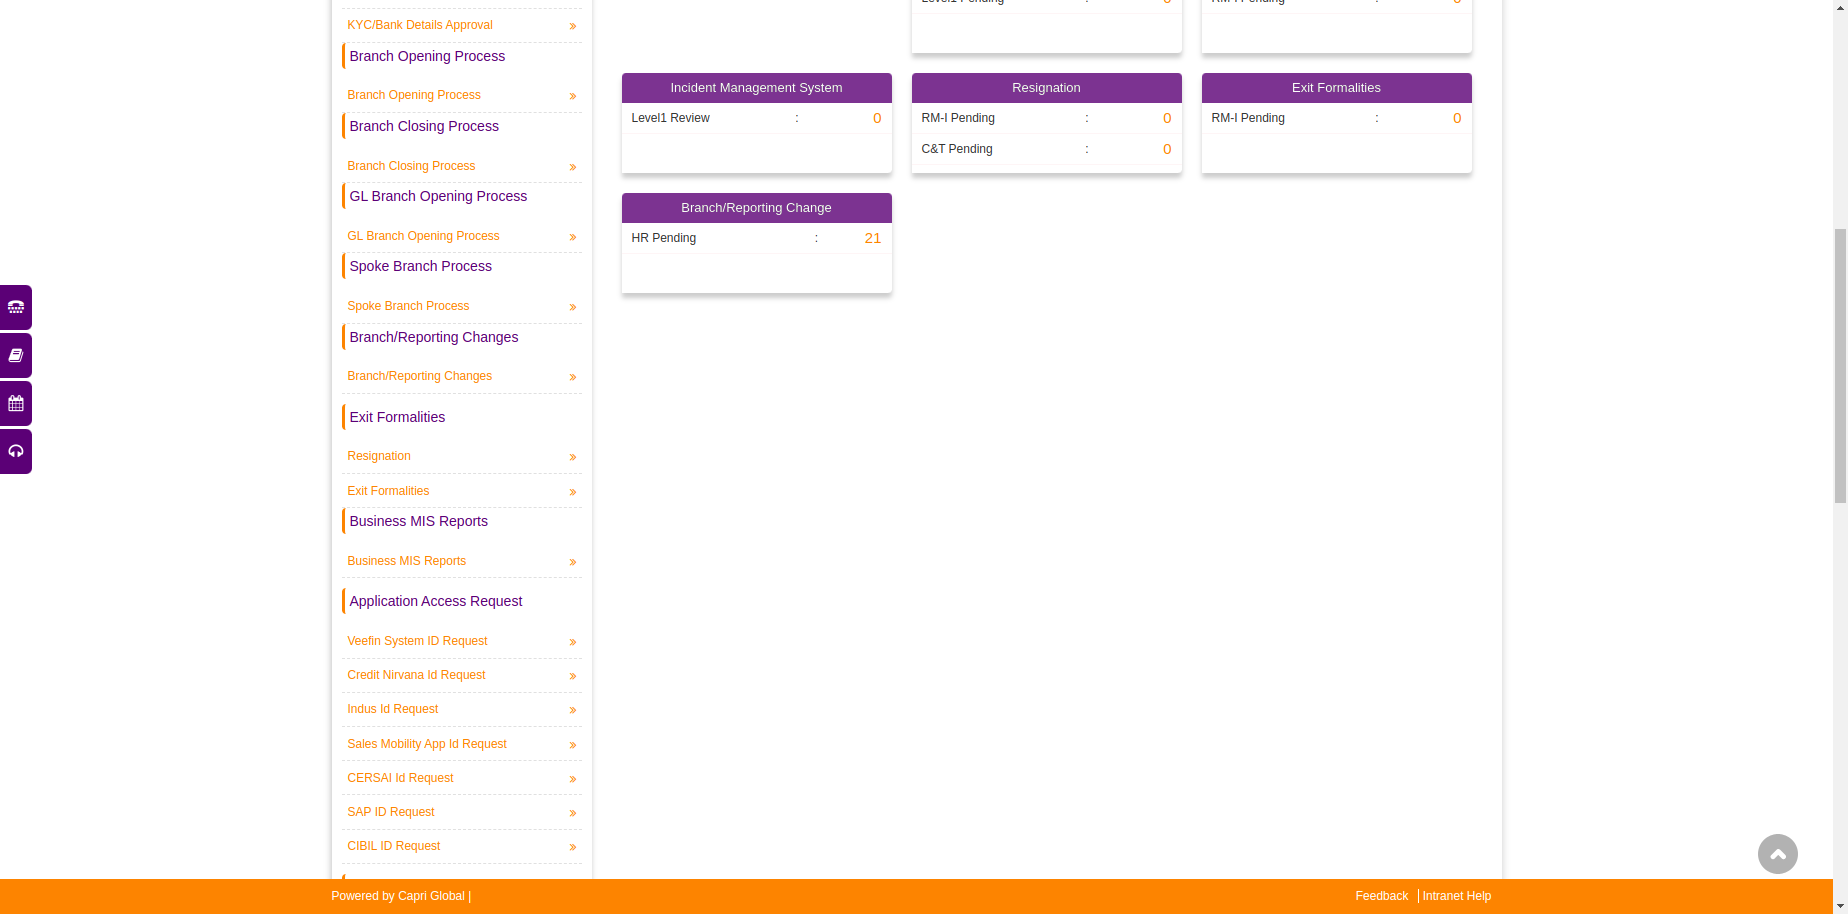 KYC/Bank Details Approval
Branch Opening Process
Branch Opening Process
Branch Closing Process
Branch Closing Process
GL Branch Opening Process
GL Branch Opening Process
Spoke Branch Process
Spoke Branch Process
Branch/Reporting Changes
Branch/Reporting Changes
Exit Formalities
Resignation
Exit Formalities
Business MIS Reports
Business MIS Reports
Application Access Request
Veefin System ID Request
Credit Nirvana Id Request
Indus Id Request
Sales Mobility App Id Request
CERSAI Id Request
SAP ID Request
CIBIL ID Request
Incident Management System
Level1 Review : 0
Resignation
RM-I Pending : 0
C&T Pending : 0
Exit Formalities
RM-I Pending : 0
Branch/Reporting Change
HR Pending : 21
Powered by Capri Global |
Feedback | Intranet Help